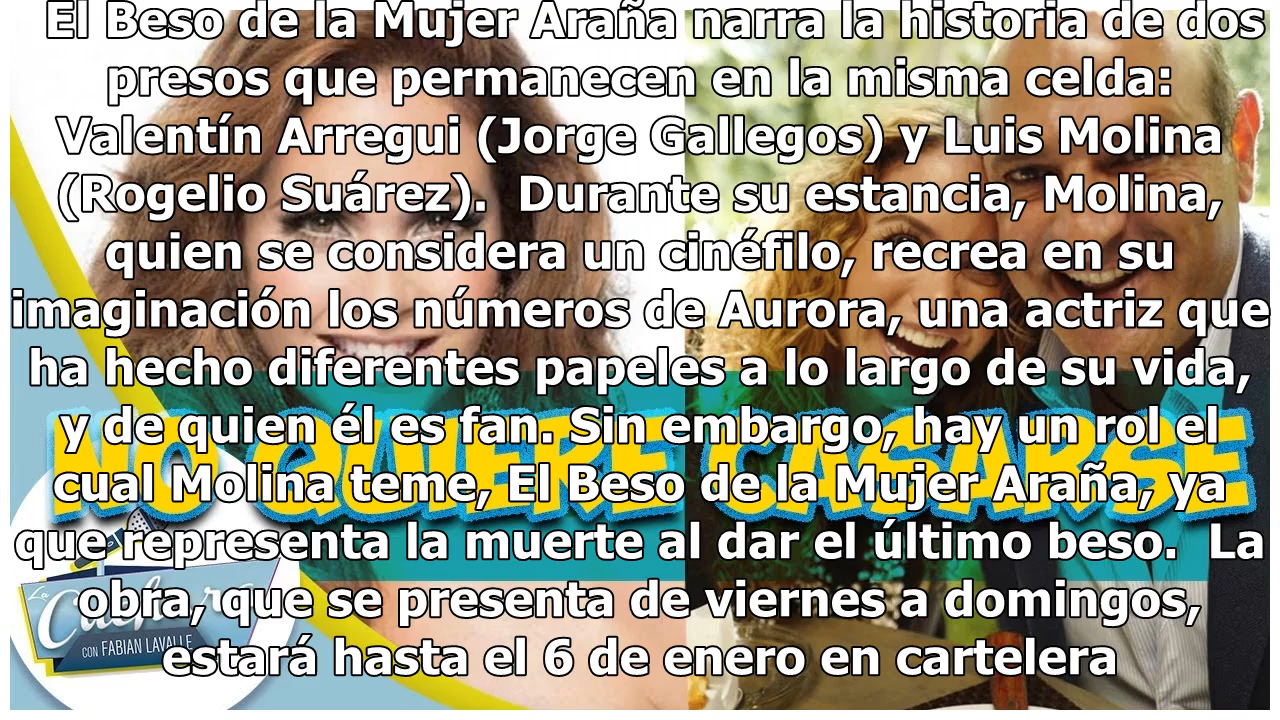 El Beso de la Mujer Araña narra la historia de dos
presos que permanecen en la misma celda:
Valentín Arregui (Jorge Gallegos) y Luis Molina
(Rogelio Suárez).  Durante su estancia, Molina,
quien se considera un cinéfilo, recrea en su
imaginación los números de Aurora, una actriz que
ha hecho diferentes papeles a lo largo de su vida,
y de quien él es fan. Sin embargo, hay un rol el
cual Molina teme, El Beso de la Mujer Araña, ya
que representa la muerte al dar el último beso.  La
obra, que se presenta de viernes a domingos,
estará hasta el 6 de enero en cartelera
NO QUIERE CASARSE
La
CON FABIAN LAVALLE